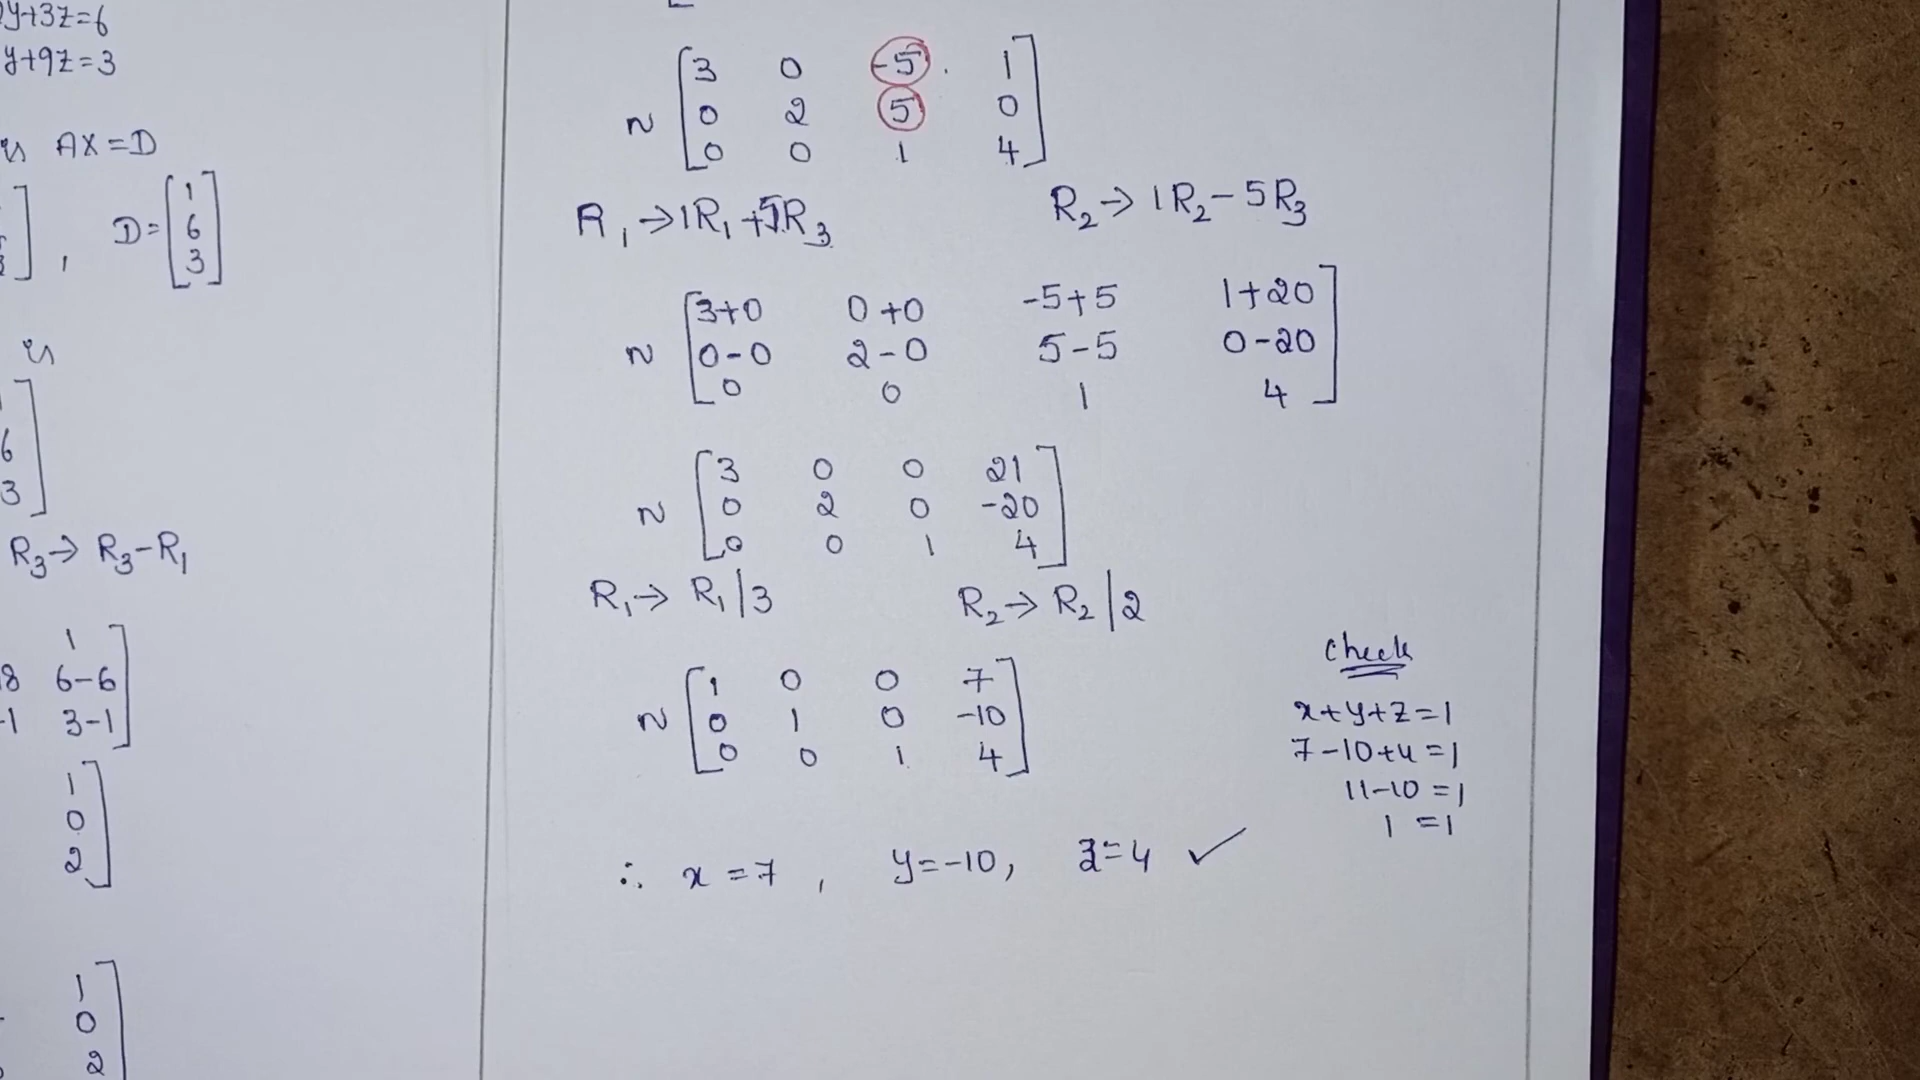 2y+3z=6
y+9z=3
is AX=D
] , D=[1
6
3]
is
6
3]
R₃→ R₃-R₁
1
8 6-6
-1 3-1]
1
0
2]
1
0
2
~ [3 0 -5 1
0 2 5 0
0 0 1 4]
R₁→1R₁+5R₃ R₂→1R₂-5R₃
~ [3+0 0+0 -5+5 1+20
0-0 2-0 5-5 0-20
0 0 1 4]
~ [3 0 0 21
0 2 0 -20
0 0 1 4]
R₁→ R₁|3 R₂→ R₂|2
~ [1 0 0 7
0 1 0 -10
0 0 1 4]
∴ x=7, y=-10, z=4 ✓
Check
x+y+z=1
7-10+4=1
11-10=1
1=1